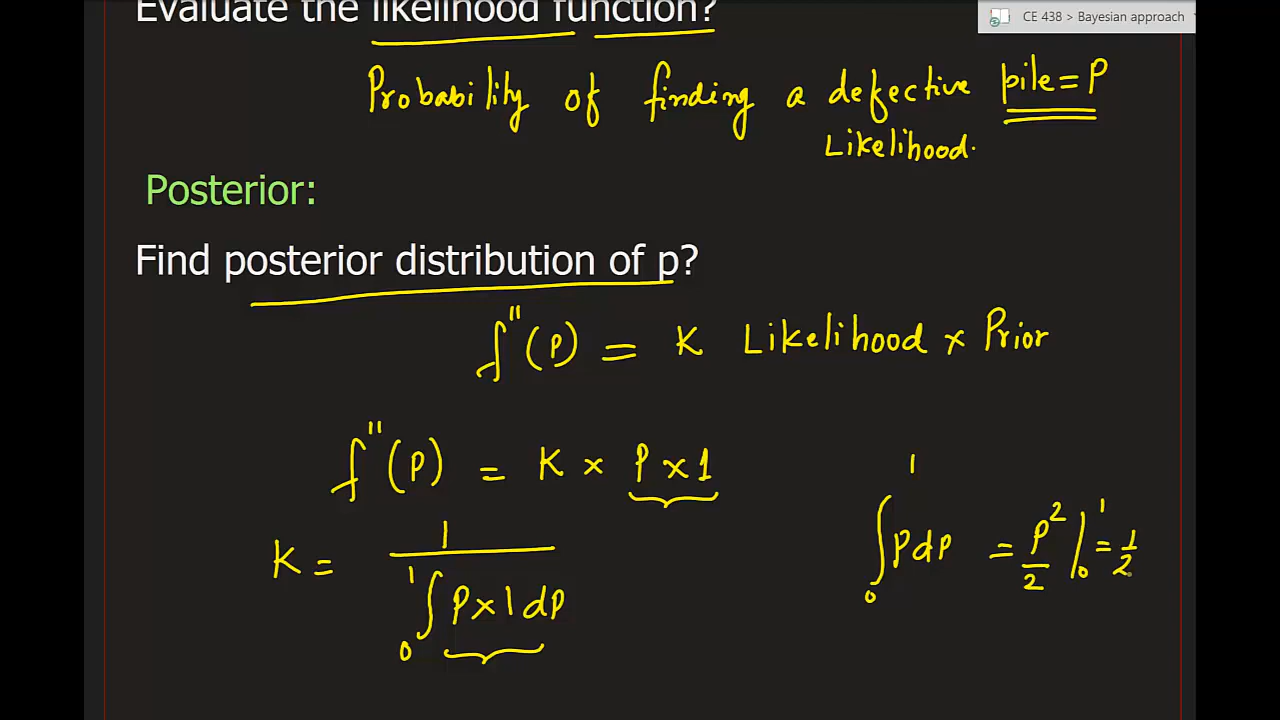 Evaluate the likelihood function?
CE 438 > Bayesian approach
Probability of finding a defective pile = P
Likelihood.
Posterior:
Find posterior distribution of p?
f"(P) = K Likelihood × Prior
f"(P) = K × P × 1
K = 1 / ∫₀¹ P × 1 dP
∫₀¹ P dP = P²/2 |₀¹ = 1/2